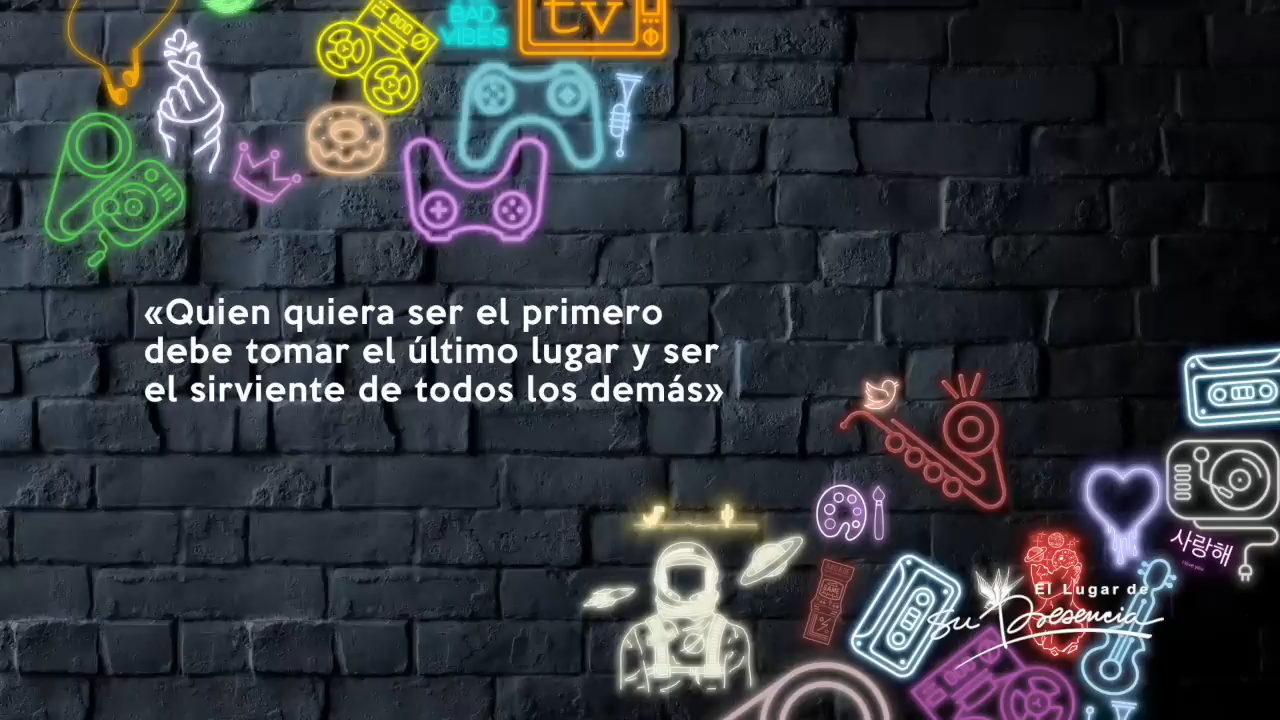 BAD
VIBES
tv
«Quien quiera ser el primero
debe tomar el último lugar y ser
el sirviente de todos los demás»
사랑해
El Lugar de
Su Presencia